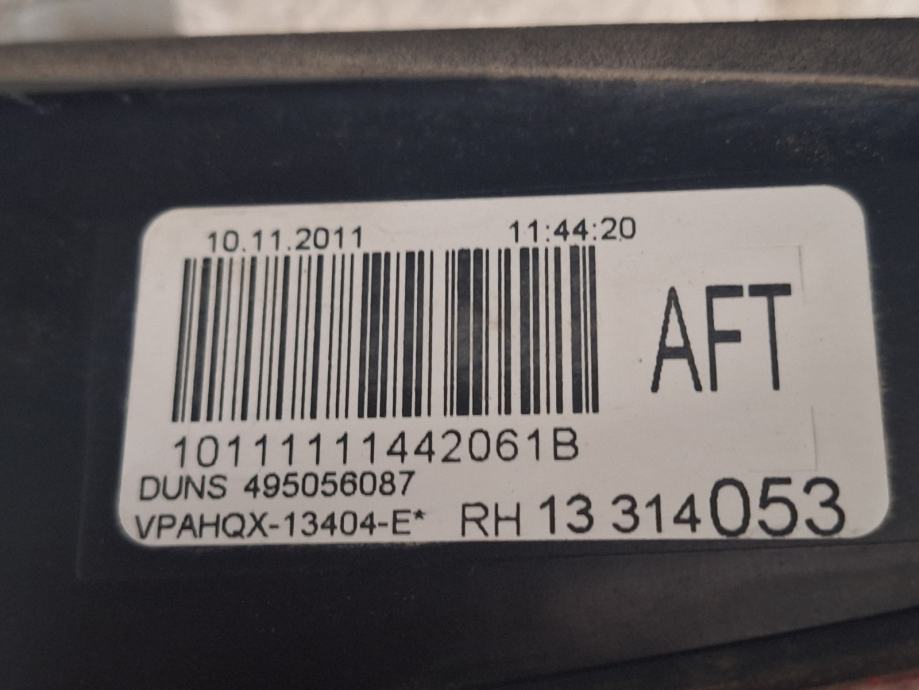 10.11.2011 11:44:20
AFT
10111111442061B
DUNS 495056087
VPAHQX-13404-E* RH 13 314053